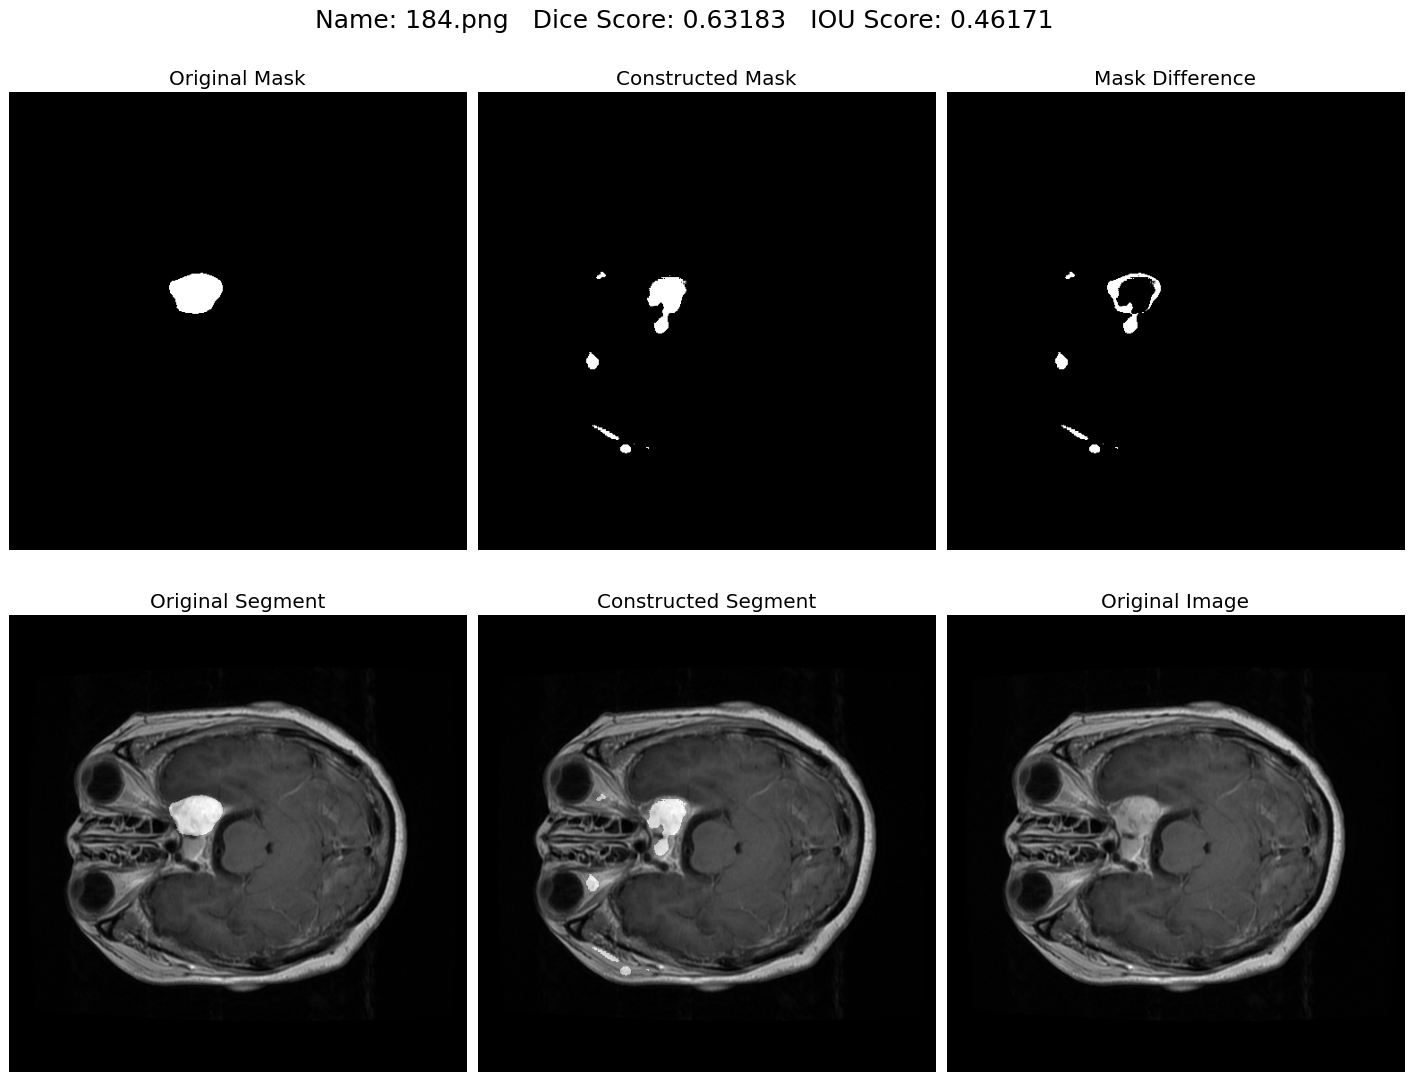 Name: 184.png   Dice Score: 0.63183   IOU Score: 0.46171
Original Mask
Constructed Mask
Mask Difference
Original Segment
Constructed Segment
Original Image